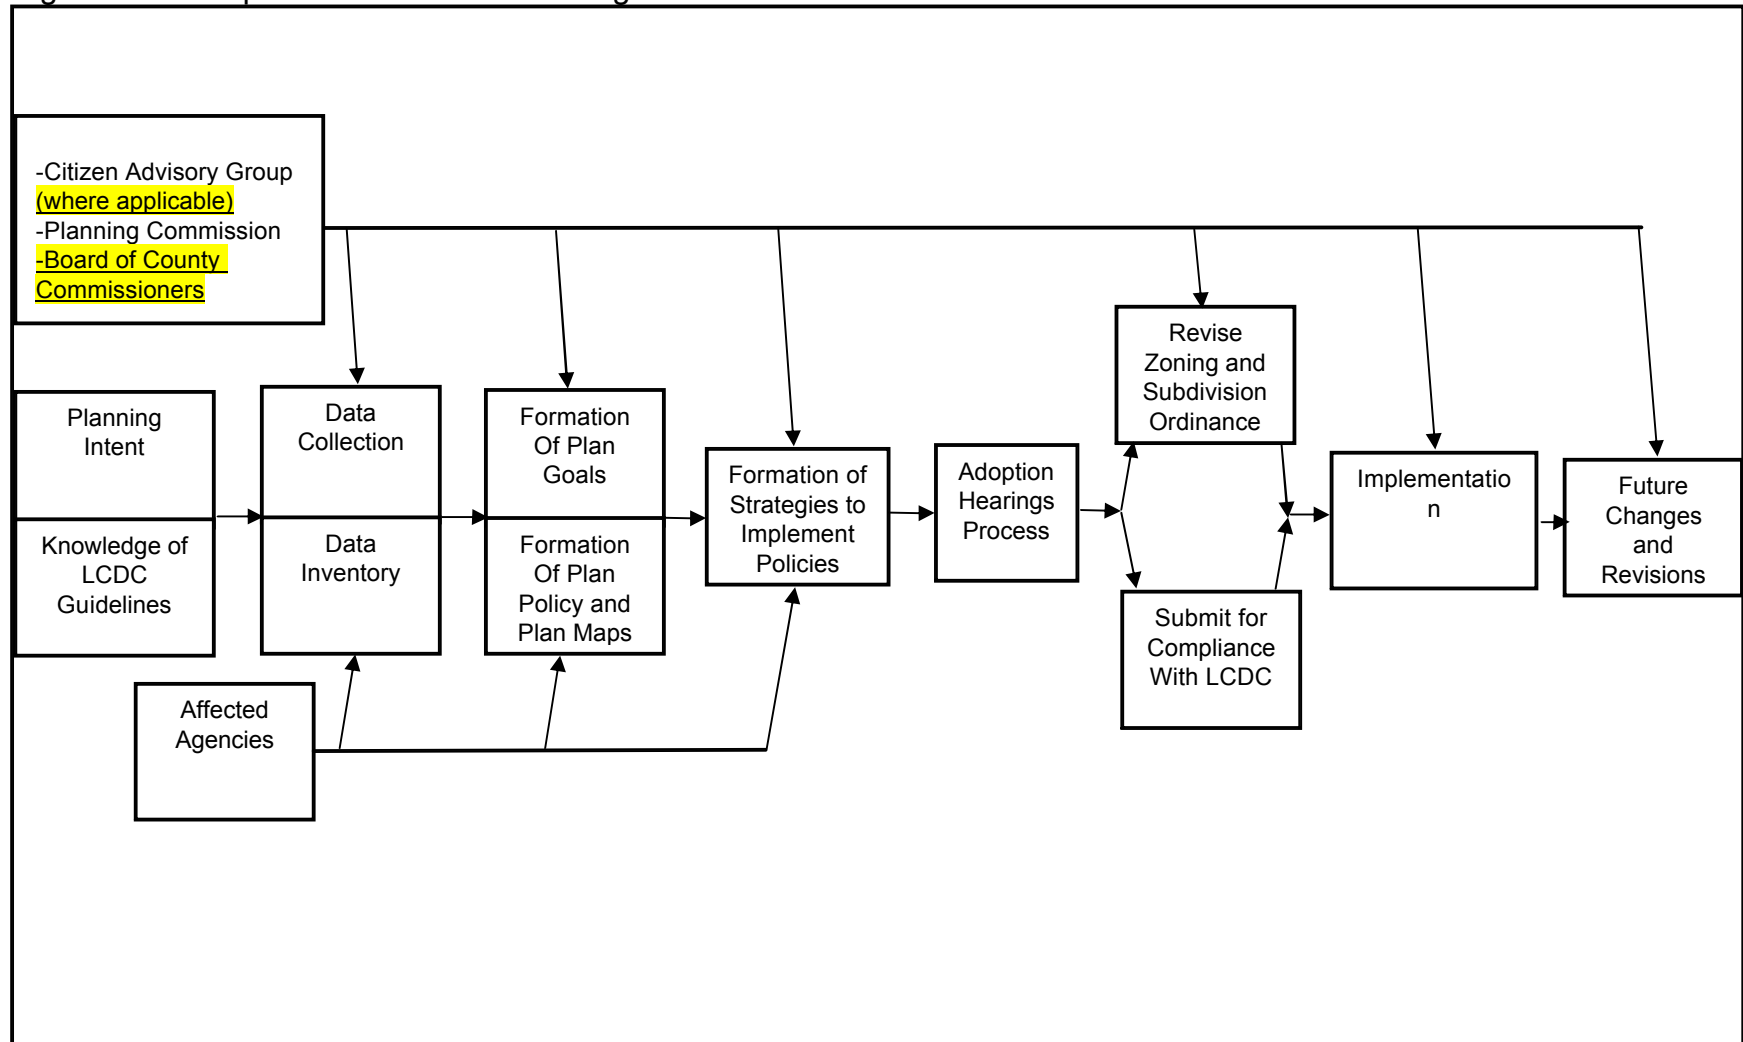 -Citizen Advisory Group
(where applicable)
-Planning Commission
-Board of County
Commissioners
Planning
Intent
Knowledge of
LCDC
Guidelines
Data
Collection
Data
Inventory
Formation
Of Plan
Goals
Formation
Of Plan
Policy and
Plan Maps
Formation of
Strategies to
Implement
Policies
Adoption
Hearings
Process
Revise
Zoning and
Subdivision
Ordinance
Submit for
Compliance
With LCDC
Implementatio
n
Future
Changes
and
Revisions
Affected
Agencies